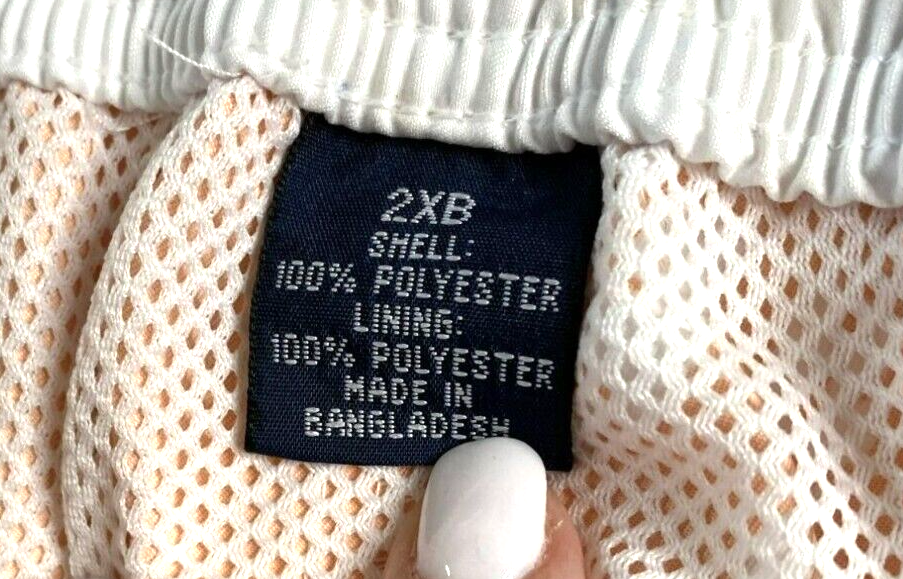 2XB
SHELL:
100% POLYESTER
LINING:
100% POLYESTER
MADE IN
BANGLADESH